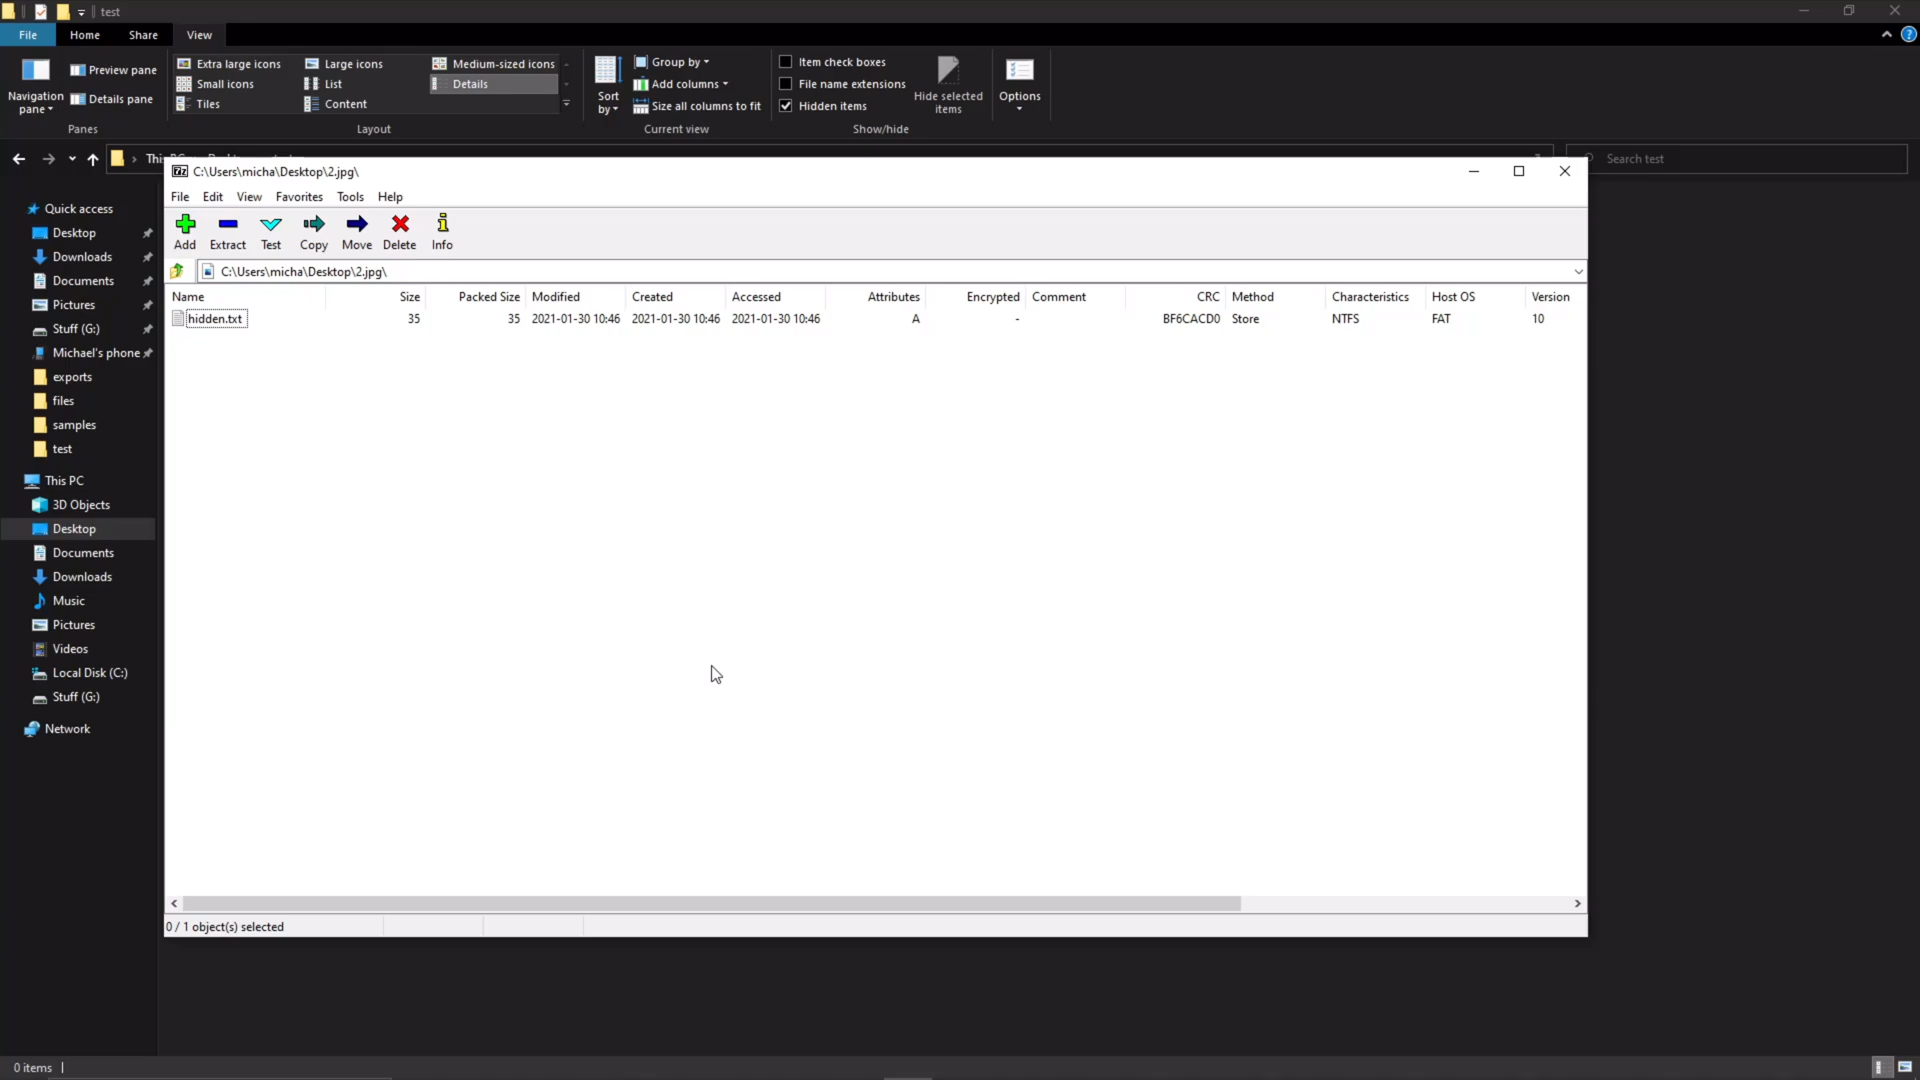 test
File Home Share View
Navigation pane
Preview pane
Details pane
Panes
Extra large icons Large icons Medium-sized icons
Small icons List Details
Tiles Content
Layout
Sort by
Group by
Add columns
Size all columns to fit
Current view
Item check boxes
File name extensions
Hidden items
Hide selected items
Show/hide
Options
Search test
C:\Users\micha\Desktop\2.jpg\
File Edit View Favorites Tools Help
Add Extract Test Copy Move Delete Info
C:\Users\micha\Desktop\2.jpg\
Name Size Packed Size Modified Created Accessed Attributes Encrypted Comment CRC Method Characteristics Host OS Version
hidden.txt 35 35 2021-01-30 10:46 2021-01-30 10:46 2021-01-30 10:46 A - BF6CACD0 Store NTFS FAT 10
0 / 1 object(s) selected
Quick access
Desktop
Downloads
Documents
Pictures
Stuff (G:)
Michael's phone
exports
files
samples
test
This PC
3D Objects
Desktop
Documents
Downloads
Music
Pictures
Videos
Local Disk (C:)
Stuff (G:)
Network
0 items